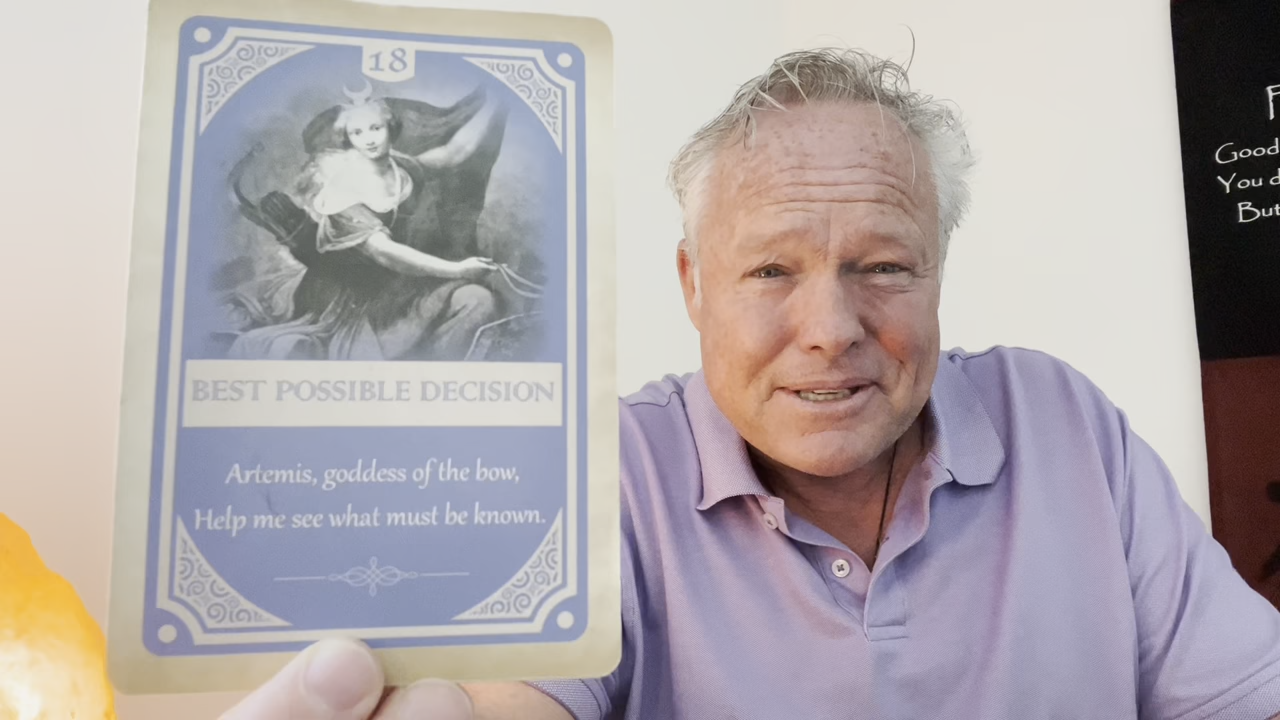 18
BEST POSSIBLE DECISION
Artemis, goddess of the bow,
Help me see what must be known.
Good
You
But